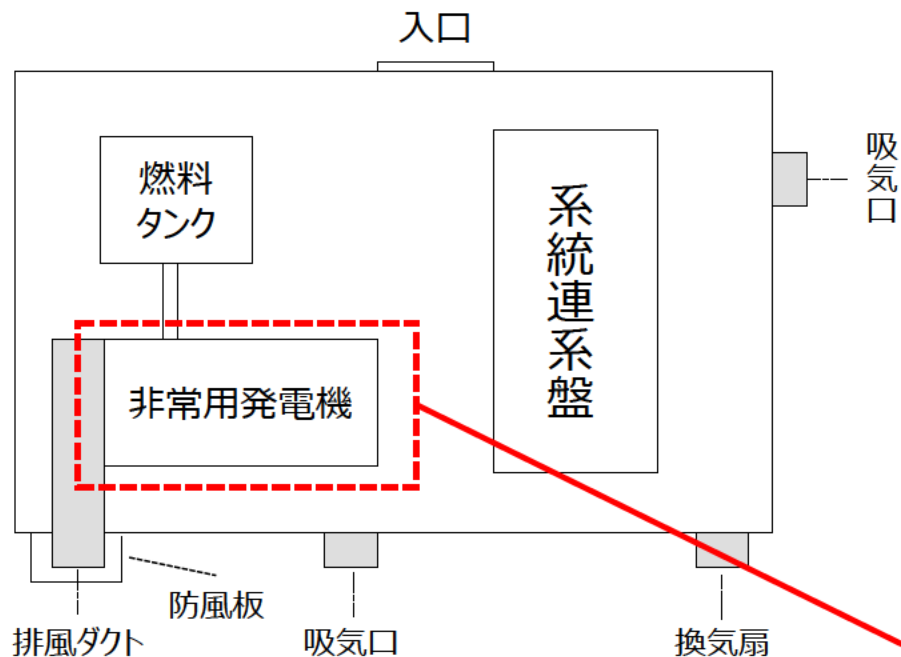 入口
燃料
タンク
系統連系盤
吸気口
非常用発電機
防風板
排風ダクト
吸気口
換気扇